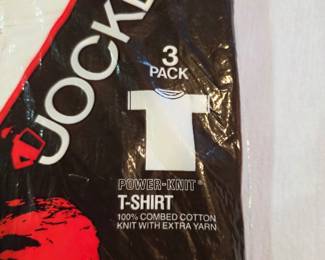 JOCKE
3
PACK
POWER-KNIT®
T-SHIRT
100% COMBED COTTON
KNIT WITH EXTRA YARN